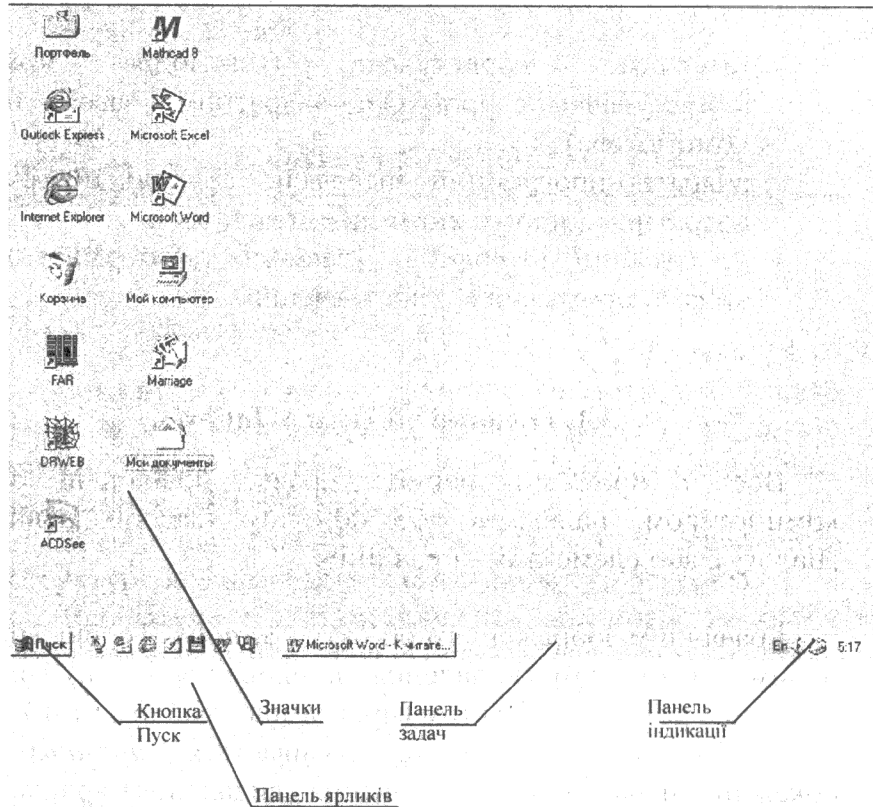 Портфель
Mathcad 8
Outlook Express
Microsoft Excel
Internet Explorer
Microsoft Word
Корзина
Мой компьютер
FAR
Marriage
DRWEB
Мои документы
ACDSee
Пуск
Microsoft Word - К читате...
En
5:17
Кнопка
Пуск
Значки
Панель
задач
Панель
індикації
Панель ярликів